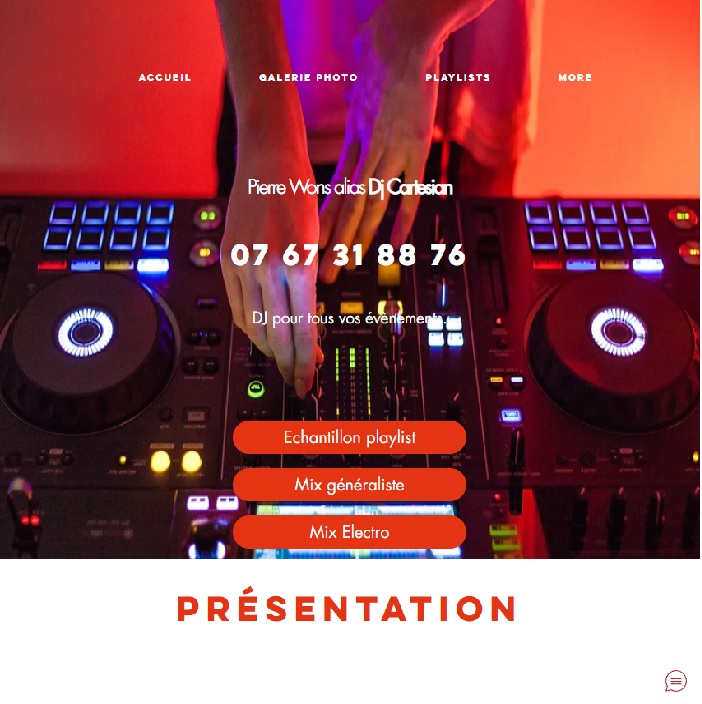 ACCUEIL GALERIE PHOTO PLAYLISTS MORE
Pierre Wons alias Dj Cartesian
07 67 31 88 76
DJ pour tous vos évènements.
Echantillon playlist
Mix généraliste
Mix Electro
PRÉSENTATION